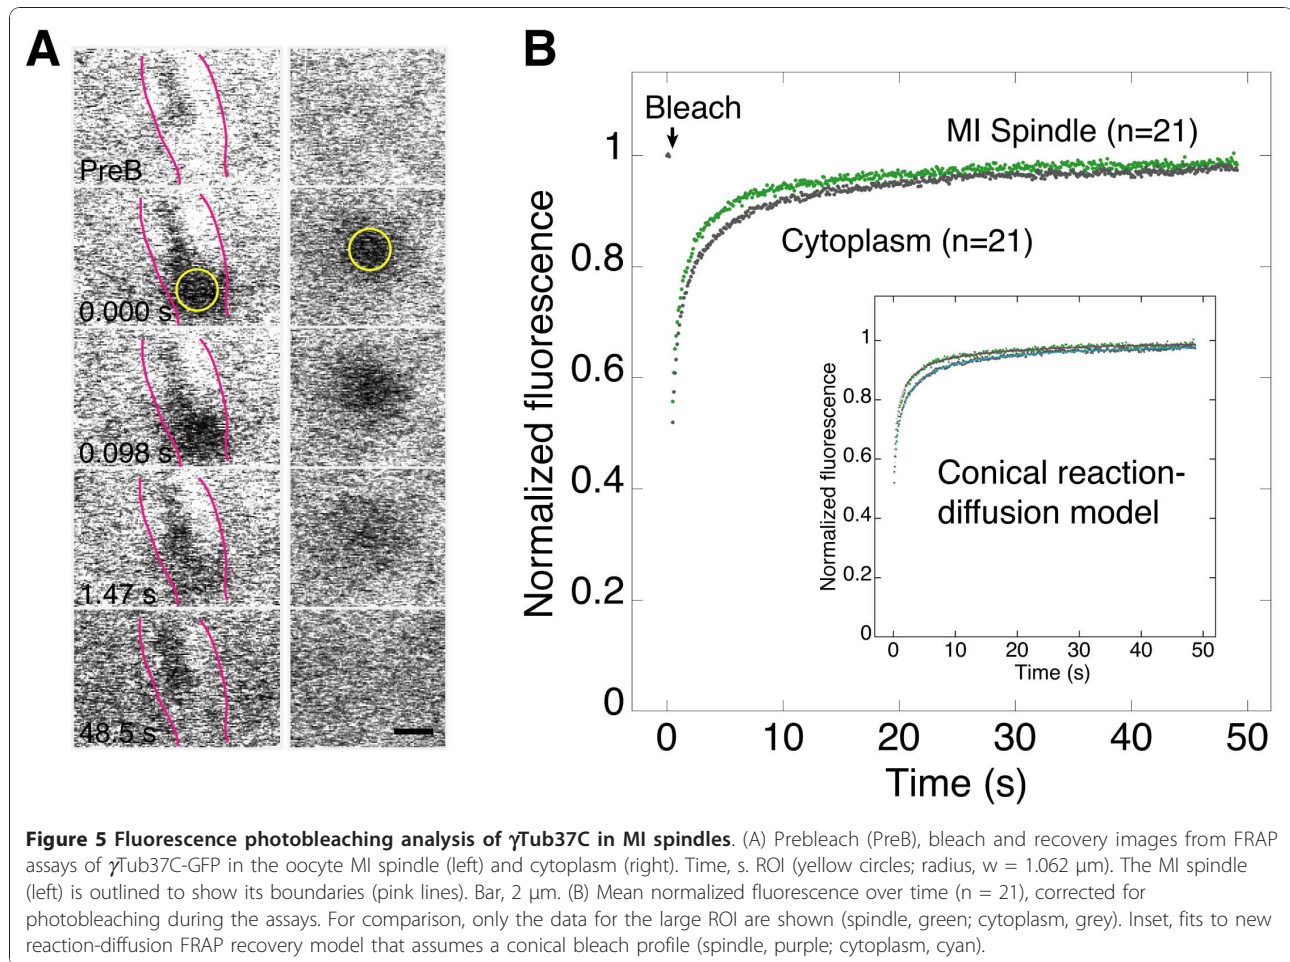 A
PreB
0.000 s
0.098 s
1.47 s
48.5 s
B
Bleach
MI Spindle (n=21)
Cytoplasm (n=21)
Normalized fluorescence
1
0.8
0.6
0.4
0.2
0
0 10 20 30 40 50
Time (s)
Conical reaction-
diffusion model
Normalized fluorescence
1
0.8
0.6
0.4
0.2
0
0 10 20 30 40 50
Time (s)
Figure 5 Fluorescence photobleaching analysis of γTub37C in MI spindles. (A) Prebleach (PreB), bleach and recovery images from FRAP
assays of γTub37C-GFP in the oocyte MI spindle (left) and cytoplasm (right). Time, s. ROI (yellow circles; radius, w = 1.062 μm). The MI spindle
(left) is outlined to show its boundaries (pink lines). Bar, 2 μm. (B) Mean normalized fluorescence over time (n = 21), corrected for
photobleaching during the assays. For comparison, only the data for the large ROI are shown (spindle, green; cytoplasm, grey). Inset, fits to new
reaction-diffusion FRAP recovery model that assumes a conical bleach profile (spindle, purple; cytoplasm, cyan).